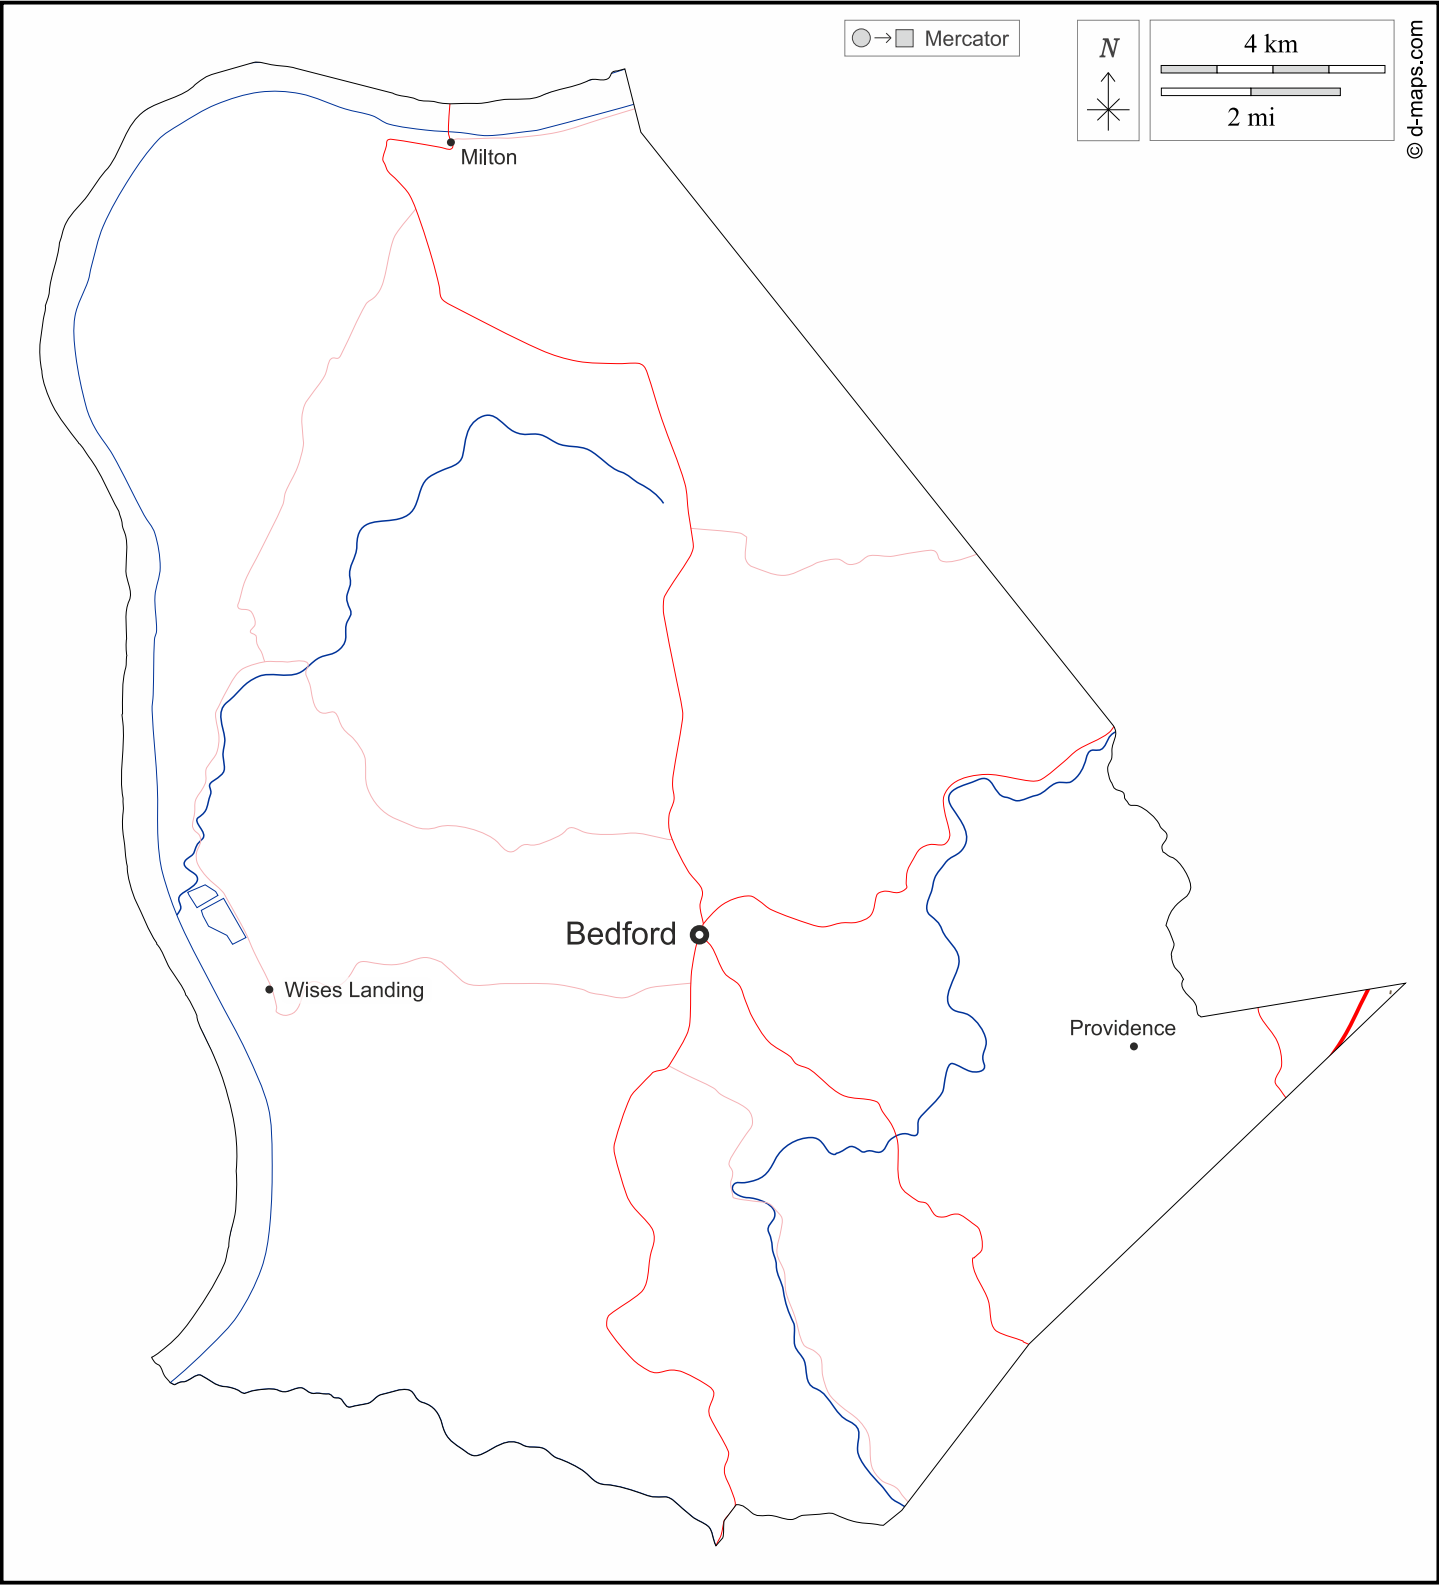 Mercator
N
4 km
2 mi
© d-maps.com
Milton
Bedford
Wises Landing
Providence